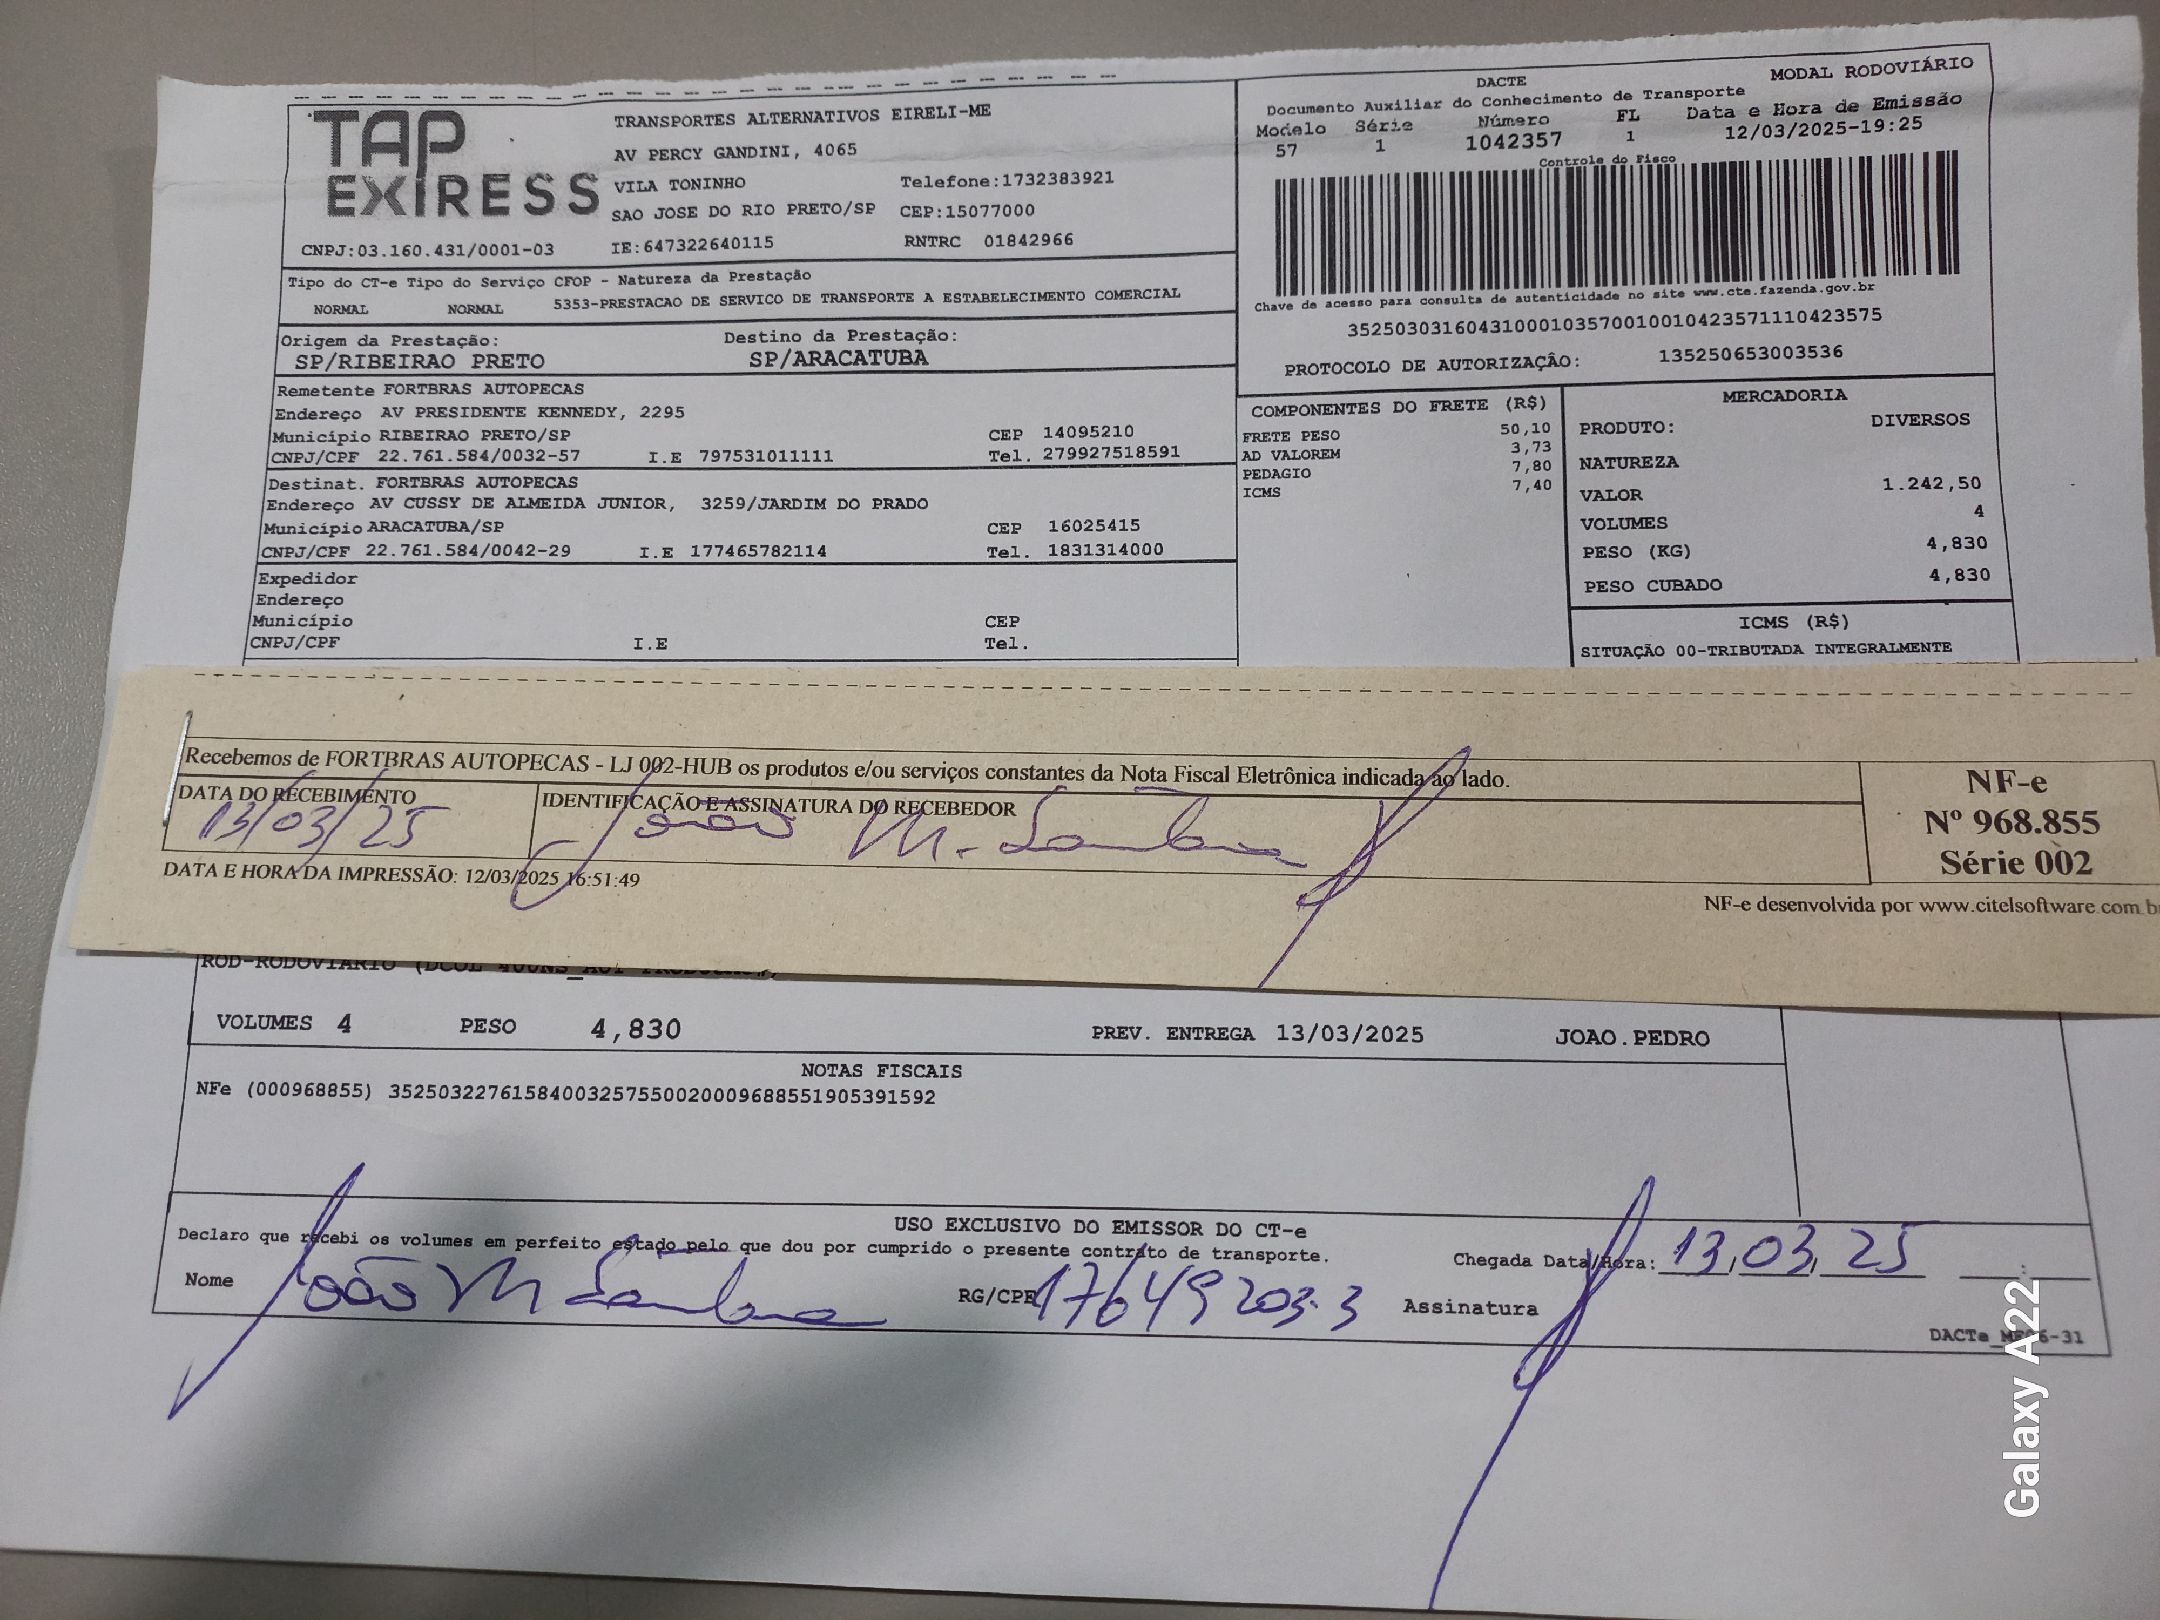 TAP EXPRESS
TRANSPORTES ALTERNATIVOS EIRELI-ME
AV PERCY GANDINI, 4065
VILA TONINHO Telefone:1732383921
SAO JOSE DO RIO PRETO/SP CEP:15077000
CNPJ:03.160.431/0001-03 IE:647322640115 RNTRC 01842966
DACTE MODAL RODOVIÁRIO
Documento Auxiliar do Conhecimento de Transporte
Modelo Série Número FL Data e Hora de Emissão
57 1 1042357 1 12/03/2025-19:25
Controle do Fisco
Chave de acesso para consulta de autenticidade no site www.cte.fazenda.gov.br
35250303160431000103570010010423571110423575
PROTOCOLO DE AUTORIZAÇÂO: 135250653003536
Tipo do CT-e Tipo do Serviço CFOP - Natureza da Prestação
NORMAL NORMAL 5353-PRESTACAO DE SERVICO DE TRANSPORTE A ESTABELECIMENTO COMERCIAL
Origem da Prestação: Destino da Prestação:
SP/RIBEIRAO PRETO SP/ARACATUBA
Remetente FORTBRAS AUTOPECAS
Endereço AV PRESIDENTE KENNEDY, 2295
Município RIBEIRAO PRETO/SP CEP 14095210
CNPJ/CPF 22.761.584/0032-57 I.E 797531011111 Tel. 279927518591
Destinat. FORTBRAS AUTOPECAS
Endereço AV CUSSY DE ALMEIDA JUNIOR, 3259/JARDIM DO PRADO
Município ARACATUBA/SP CEP 16025415
CNPJ/CPF 22.761.584/0042-29 I.E 177465782114 Tel. 1831314000
Expedidor
Endereço
Município CEP
CNPJ/CPF I.E Tel.
COMPONENTES DO FRETE (R$)
FRETE PESO 50,10
AD VALOREM 3,73
PEDAGIO 7,80
ICMS 7,40
MERCADORIA
PRODUTO: DIVERSOS
NATUREZA
VALOR 1.242,50
VOLUMES 4
PESO (KG) 4,830
PESO CUBADO 4,830
ICMS (R$)
SITUAÇÃO 00-TRIBUTADA INTEGRALMENTE
Recebemos de FORTBRAS AUTOPECAS - LJ 002-HUB os produtos e/ou serviços constantes da Nota Fiscal Eletrônica indicada ao lado.
DATA DO RECEBIMENTO IDENTIFICAÇÃO E ASSINATURA DO RECEBEDOR
13/03/25 João M. Santana
DATA E HORA DA IMPRESSÃO: 12/03/2025 16:51:49
NF-e
Nº 968.855
Série 002
NF-e desenvolvida por www.citelsoftware.com.b
ROD-RODOVIARIO
VOLUMES 4 PESO 4,830 PREV. ENTREGA 13/03/2025 JOAO.PEDRO
NOTAS FISCAIS
NFe (000968855) 35250322761584003257550020009688551905391592
USO EXCLUSIVO DO EMISSOR DO CT-e
Declaro que recebi os volumes em perfeito estado pelo que dou por cumprido o presente contrato de transporte.
Chegada Data/Hora: 13,03,25
Nome João M Santana RG/CPF 17649203.3 Assinatura
Galaxy A22